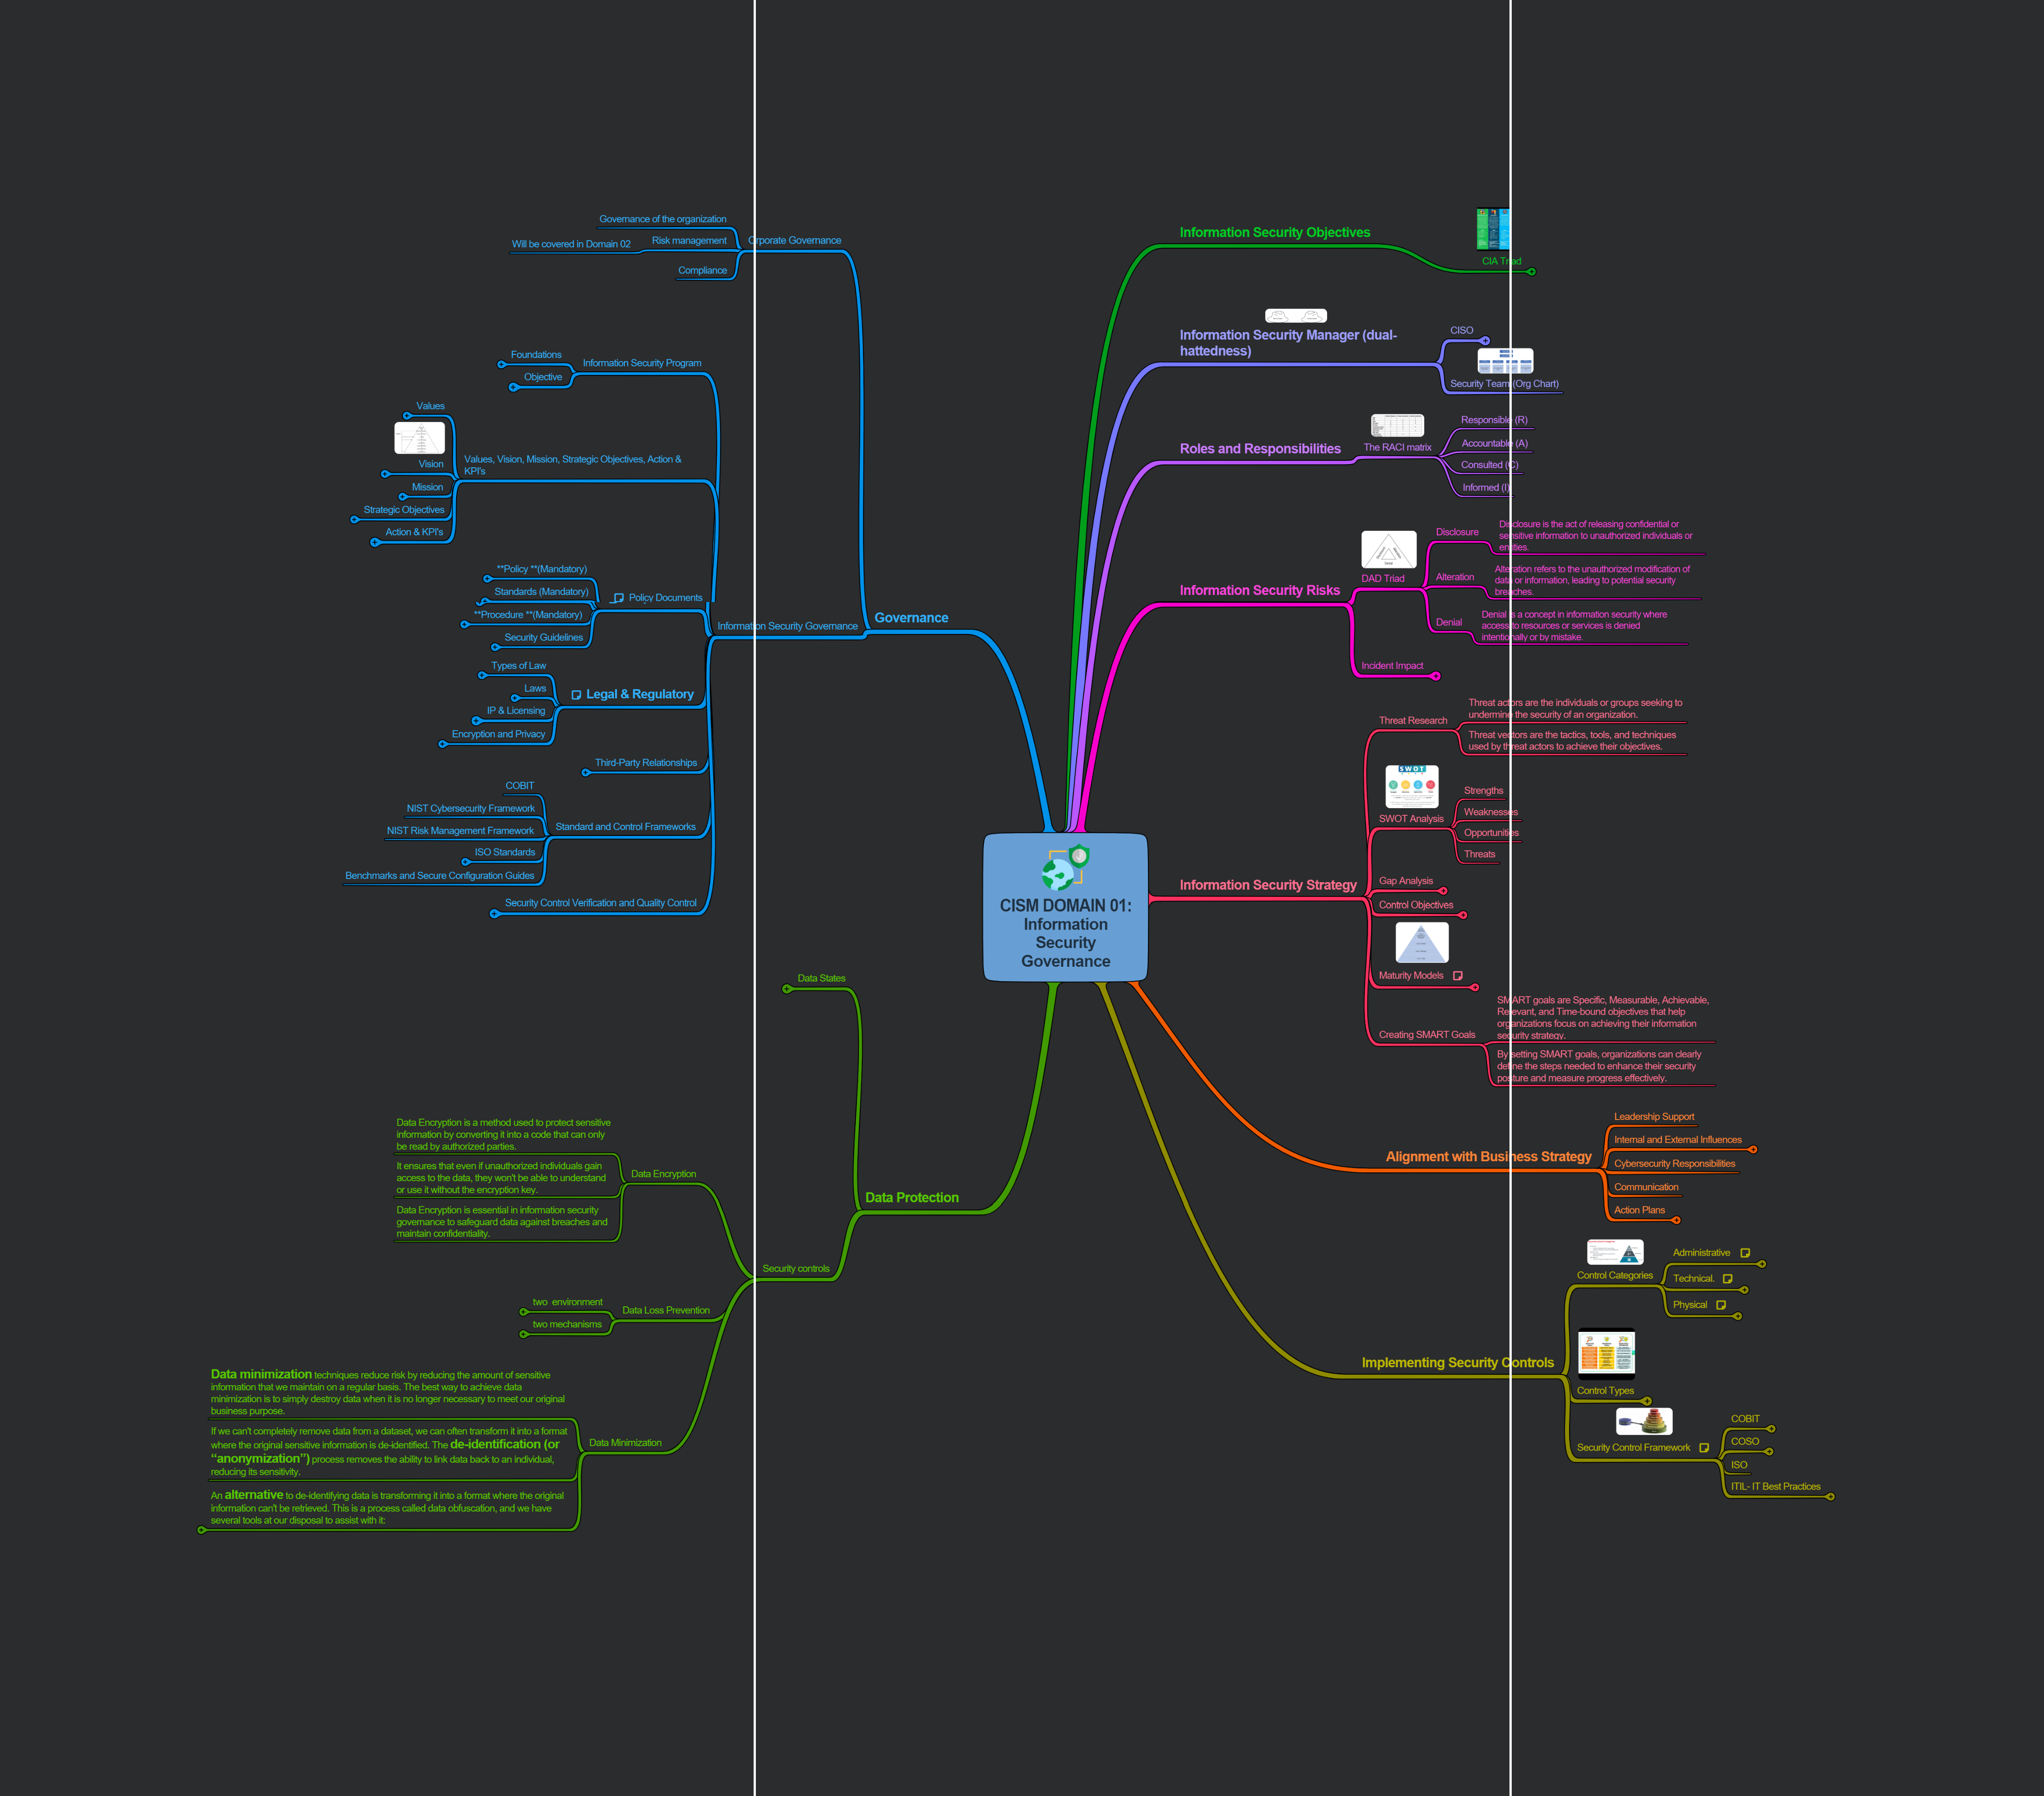 CISM DOMAIN 01:
Information
Security
Governance
Governance
Corporate Governance
Governance of the organization
Risk management
Will be covered in Domain 02
Compliance
Information Security Governance
Information Security Program
Foundations
Objective
Values, Vision, Mission, Strategic Objectives, Action &
KPI's
Values
Vision
Mission
Strategic Objectives
Action & KPI's
Policy Documents
**Policy **(Mandatory)
Standards (Mandatory)
**Procedure **(Mandatory)
Security Guidelines
Legal & Regulatory
Types of Law
Laws
IP & Licensing
Encryption and Privacy
Third-Party Relationships
Standard and Control Frameworks
COBIT
NIST Cybersecurity Framework
NIST Risk Management Framework
ISO Standards
Benchmarks and Secure Configuration Guides
Security Control Verification and Quality Control
Data Protection
Data States
Security controls
Data Encryption
Data Encryption is a method used to protect sensitive
information by converting it into a code that can only
be read by authorized parties.
It ensures that even if unauthorized individuals gain
access to the data, they won't be able to understand
or use it without the encryption key.
Data Encryption is essential in information security
governance to safeguard data against breaches and
maintain confidentiality.
Data Loss Prevention
two environment
two mechanisms
Data Minimization
Data minimization techniques reduce risk by reducing the amount of sensitive
information that we maintain on a regular basis. The best way to achieve data
minimization is to simply destroy data when it is no longer necessary to meet our original
business purpose.
If we can't completely remove data from a dataset, we can often transform it into a format
where the original sensitive information is de-identified. The de-identification (or
“anonymization”) process removes the ability to link data back to an individual,
reducing its sensitivity.
An alternative to de-identifying data is transforming it into a format where the original
information can't be retrieved. This is a process called data obfuscation, and we have
several tools at our disposal to assist with it:
Information Security Objectives
CIA Triad
Information Security Manager (dual-
hattedness)
CISO
Security Team (Org Chart)
Roles and Responsibilities
The RACI matrix
Responsible (R)
Accountable (A)
Consulted (C)
Informed (I)
Information Security Risks
DAD Triad
Disclosure
Disclosure is the act of releasing confidential or
sensitive information to unauthorized individuals or
entities.
Alteration
Alteration refers to the unauthorized modification of
data or information, leading to potential security
breaches.
Denial
Denial is a concept in information security where
access to resources or services is denied
intentionally or by mistake.
Incident Impact
Information Security Strategy
Threat Research
Threat actors are the individuals or groups seeking to
undermine the security of an organization.
Threat vectors are the tactics, tools, and techniques
used by threat actors to achieve their objectives.
SWOT
SWOT Analysis
Strengths
Weaknesses
Opportunities
Threats
Gap Analysis
Control Objectives
Maturity Models
Creating SMART Goals
SMART goals are Specific, Measurable, Achievable,
Relevant, and Time-bound objectives that help
organizations focus on achieving their information
security strategy.
By setting SMART goals, organizations can clearly
define the steps needed to enhance their security
posture and measure progress effectively.
Alignment with Business Strategy
Leadership Support
Internal and External Influences
Cybersecurity Responsibilities
Communication
Action Plans
Implementing Security Controls
Control Categories
Administrative
Technical.
Physical
Control Types
Security Control Framework
COBIT
COSO
ISO
ITIL- IT Best Practices